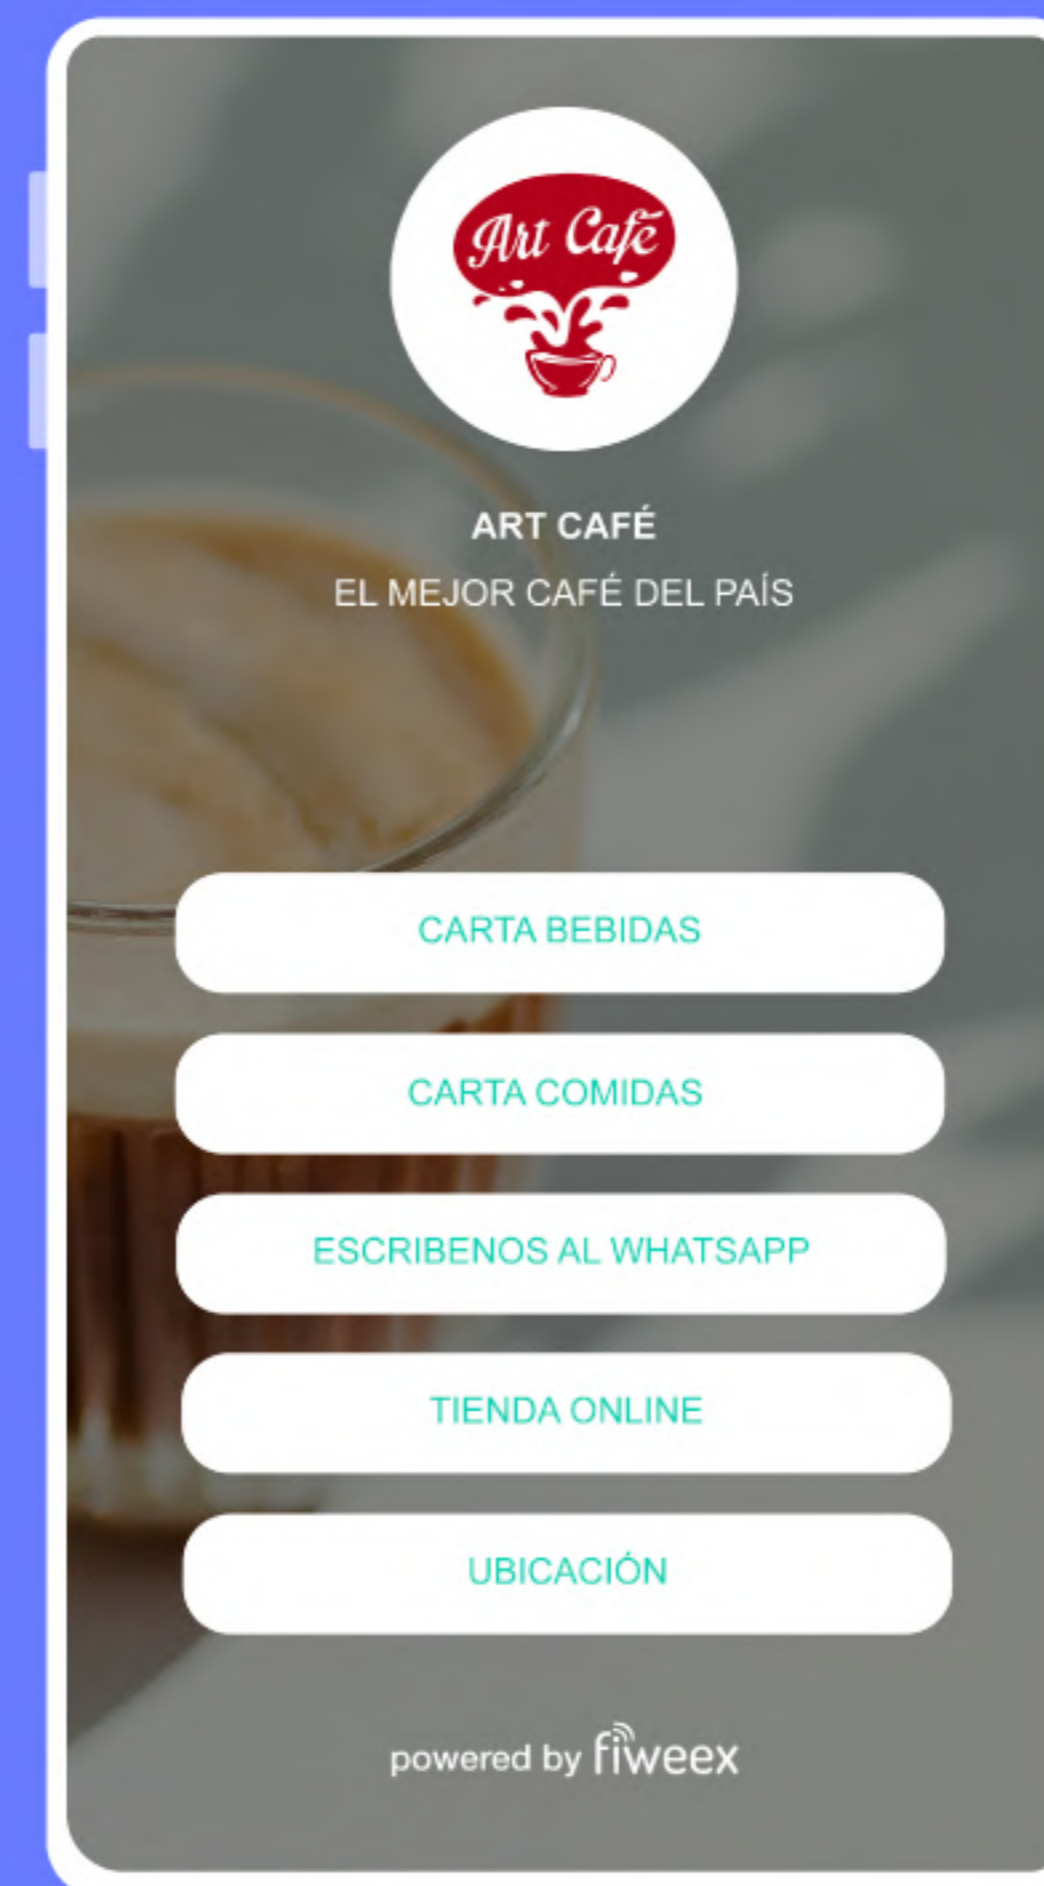 Art Café
ART CAFÉ
EL MEJOR CAFÉ DEL PAÍS
CARTA BEBIDAS
CARTA COMIDAS
ESCRIBENOS AL WHATSAPP
TIENDA ONLINE
UBICACIÓN
powered by fiweex